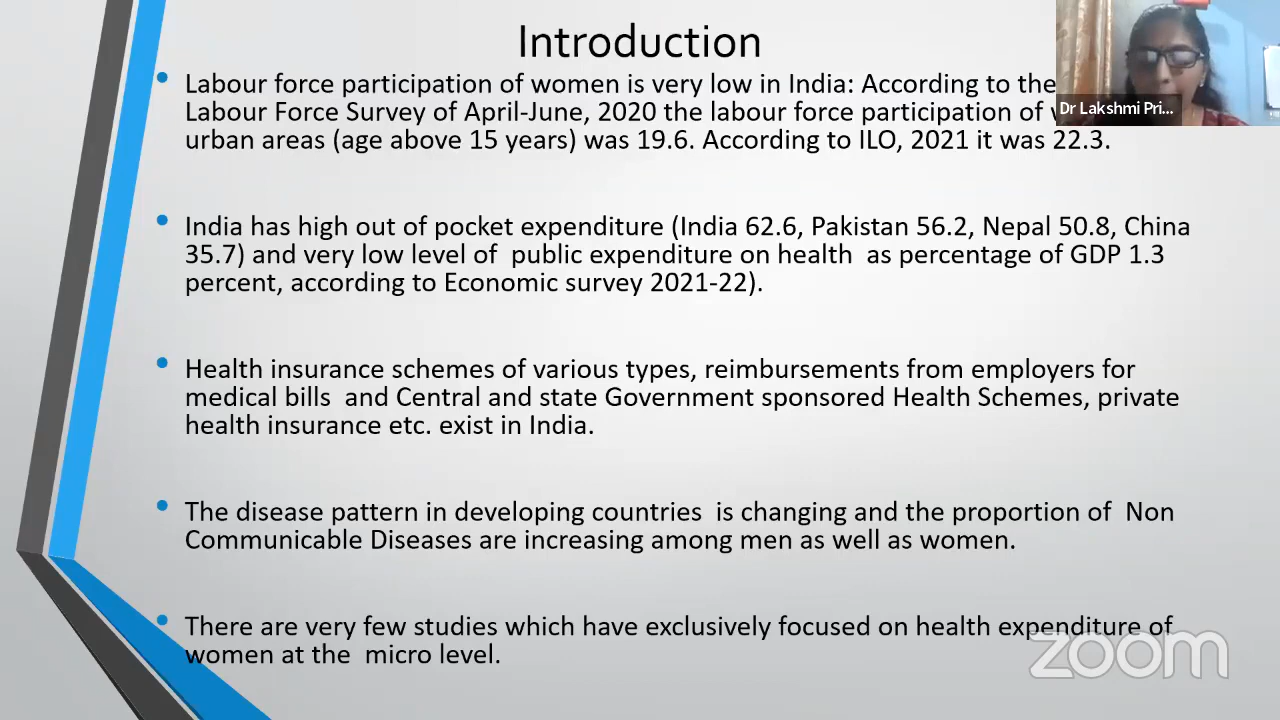 Introduction
Labour force participation of women is very low in India: According to the
Labour Force Survey of April-June, 2020 the labour force participation of
urban areas (age above 15 years) was 19.6. According to ILO, 2021 it was 22.3.
India has high out of pocket expenditure (India 62.6, Pakistan 56.2, Nepal 50.8, China
35.7) and very low level of public expenditure on health as percentage of GDP 1.3
percent, according to Economic survey 2021-22).
Health insurance schemes of various types, reimbursements from employers for
medical bills and Central and state Government sponsored Health Schemes, private
health insurance etc. exist in India.
The disease pattern in developing countries is changing and the proportion of Non
Communicable Diseases are increasing among men as well as women.
There are very few studies which have exclusively focused on health expenditure of
women at the micro level.
Dr Lakshmi Pri...
zoom